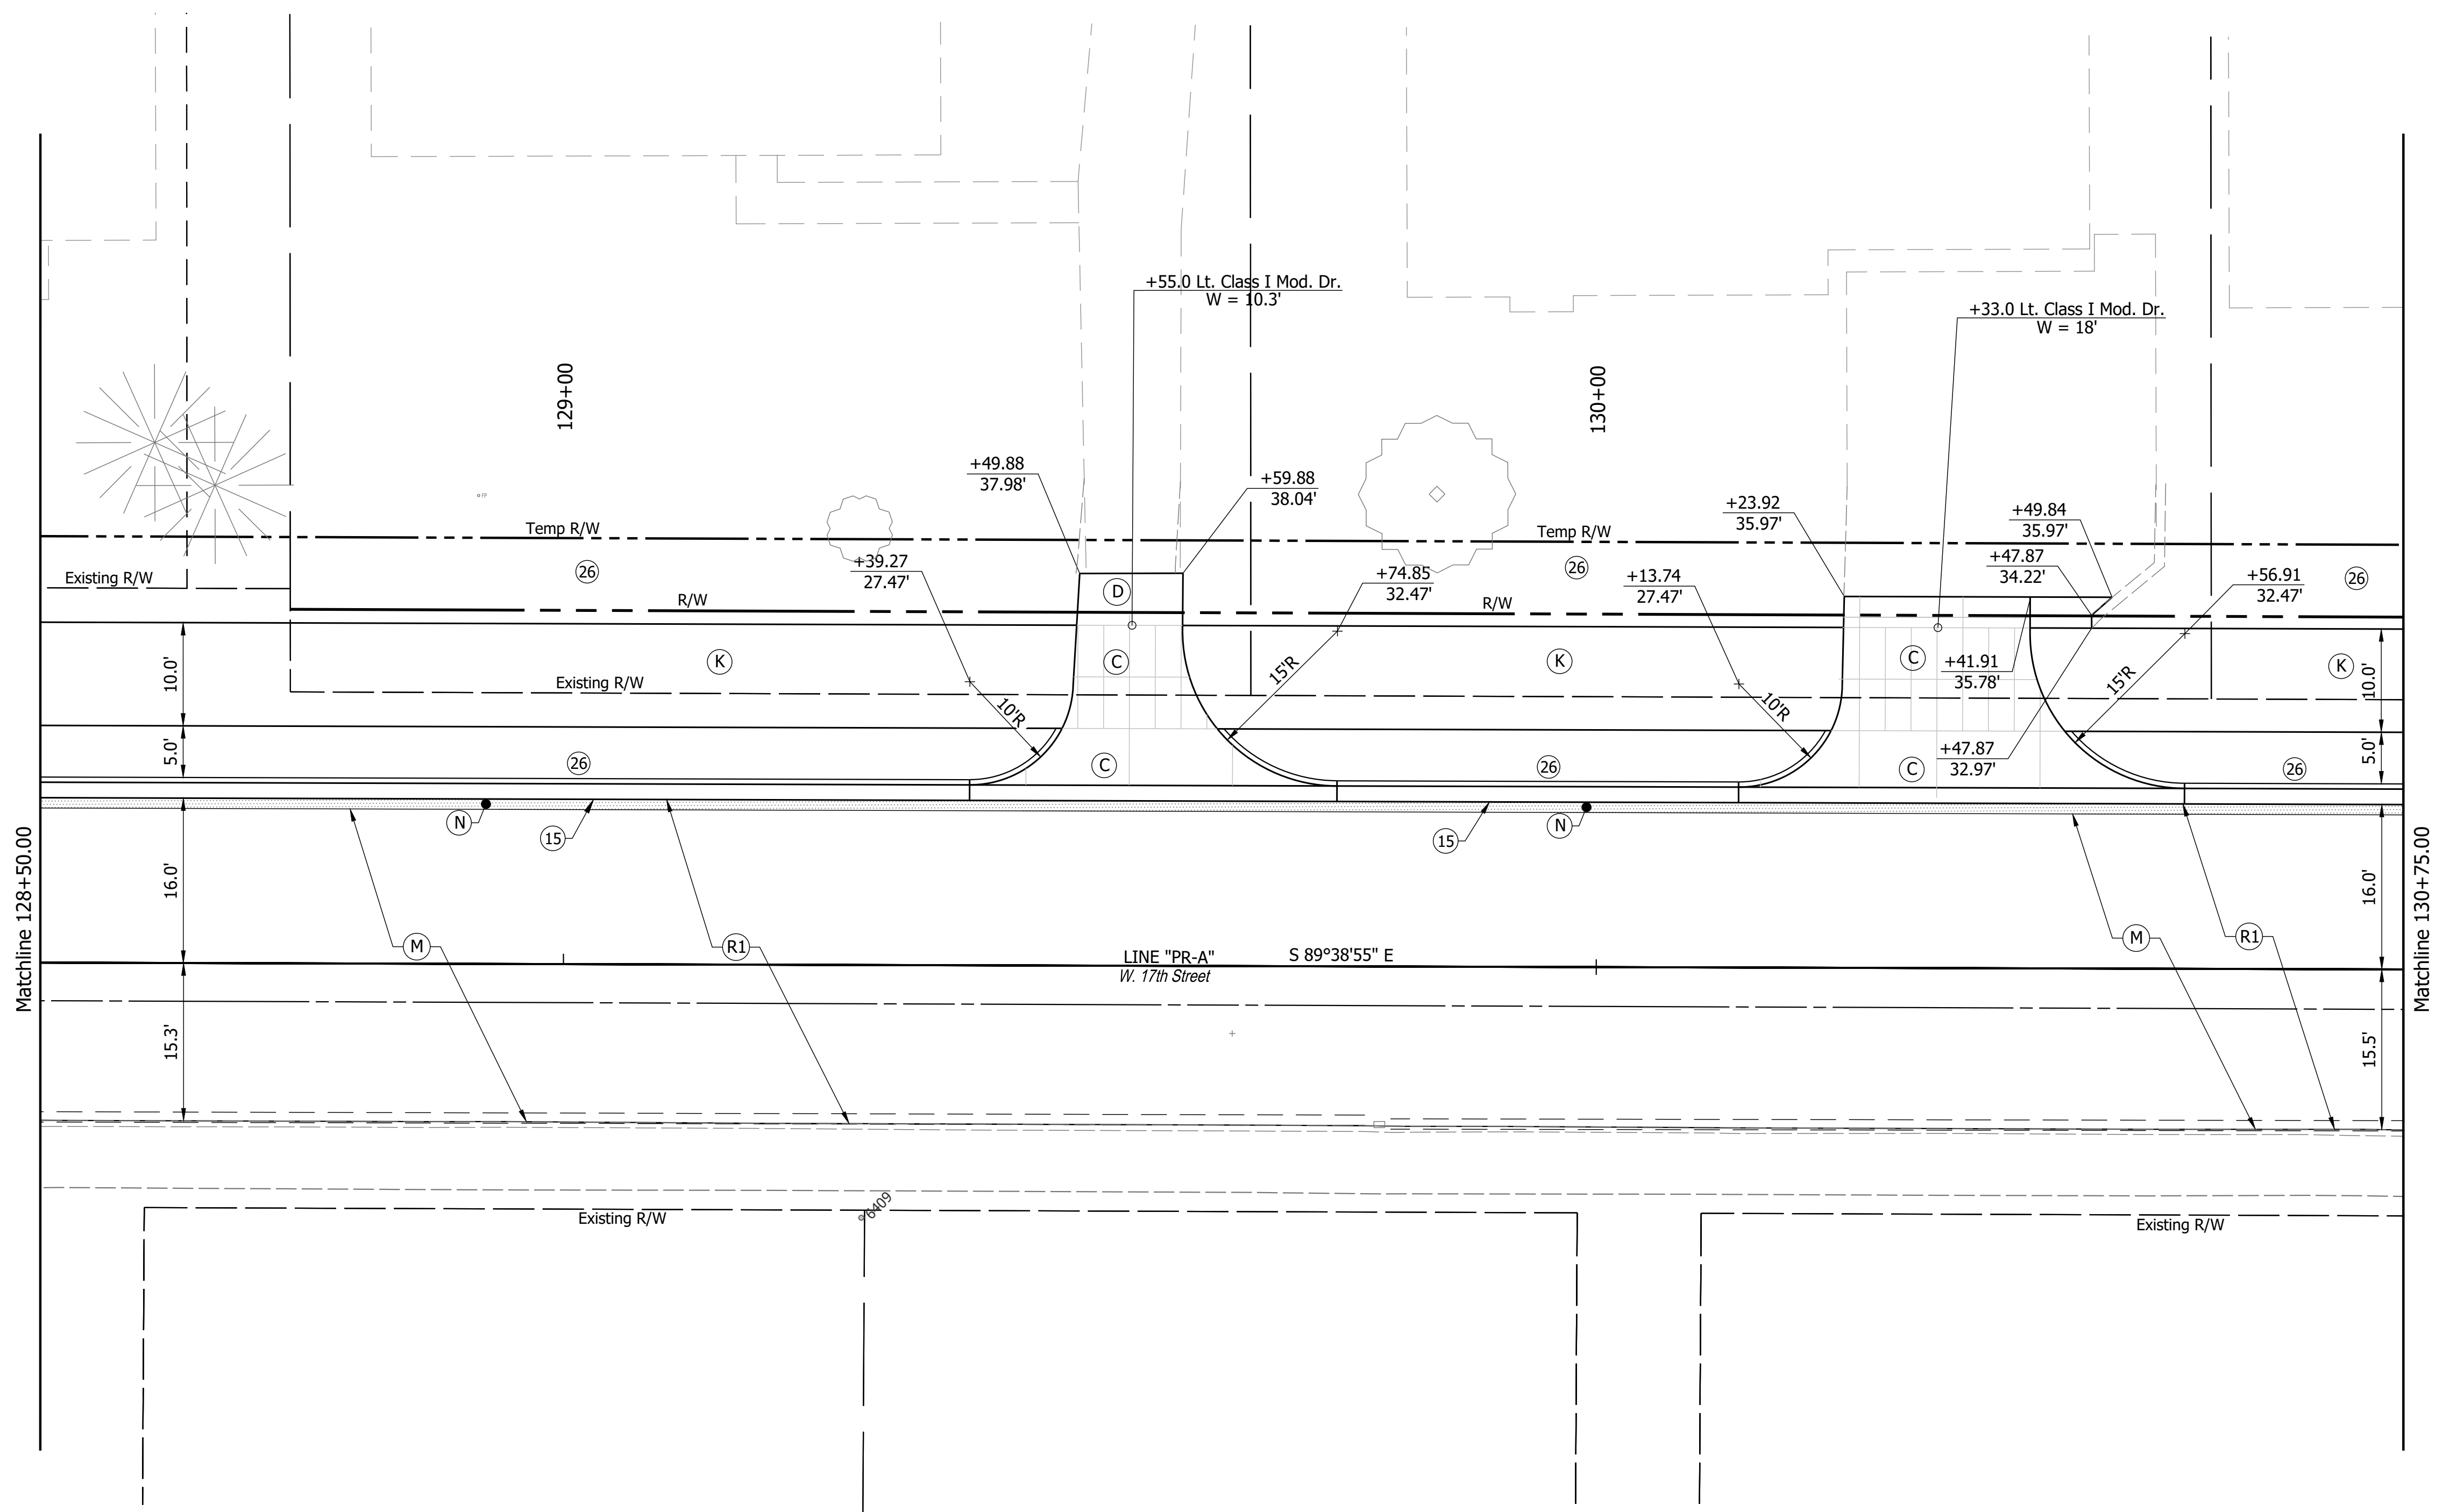 +55.0 Lt. Class I Mod. Dr.
W = 10.3'
+33.0 Lt. Class I Mod. Dr.
W = 18'
129+00
130+00
+49.88
37.98'
+59.88
38.04'
+23.92
35.97'
+49.84
35.97'
FP
Temp R/W
Temp R/W
+39.27
27.47'
+74.85
32.47'
+13.74
27.47'
+47.87
34.22'
+56.91
32.47'
Existing R/W
26
26
26
D
R/W
R/W
10.0'
K
C
K
C
+41.91
35.78'
K
10.0'
Existing R/W
15'R
15'R
10'R
10'R
5.0'
26
C
26
+47.87
32.97'
C
26
5.0'
N
15
15
N
Matchline 128+50.00
16.0'
16.0'
Matchline 130+75.00
M
R1
M
R1
LINE "PR-A"
S 89°38'55" E
W. 17th Street
15.3'
15.5'
6409
Existing R/W
Existing R/W